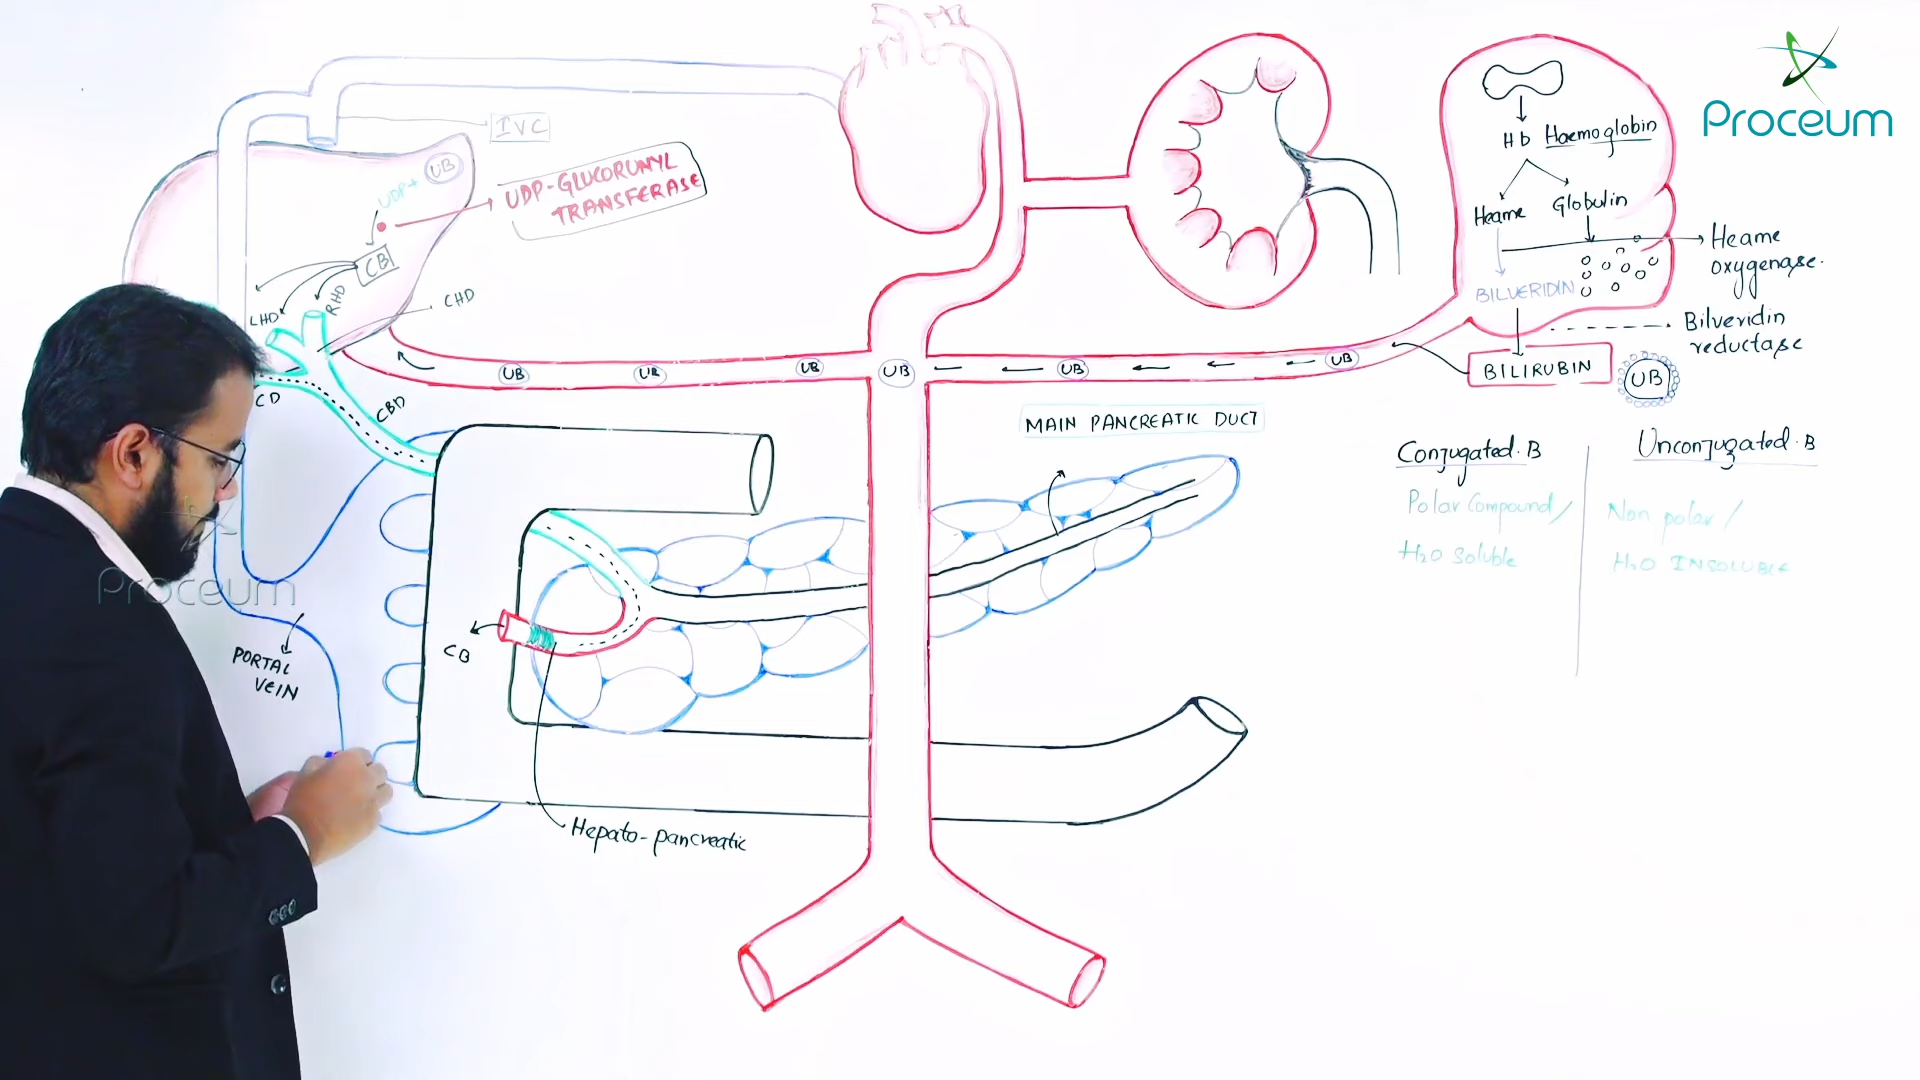 IVC
UB
UDP+
UDP-GLUCORUNYL
TRANSFERASE
CB
LHD
RHD
CHD
CD
CBD
UB
UB
UB
UB
UB
UB
Hb Haemoglobin
Heame
Globulin
Heame
oxygenase.
BILVERIDIN
Bilveridin
reductase
BILIRUBIN
UB
Proceum
MAIN PANCREATIC DUCT
Conjugated.B
Unconjugated.B
Polar Compound/
H2O Soluble
Non polar/
H2O INSOLUBLE
Proceum
CB
PORTAL
VEIN
Hepato-pancreatic